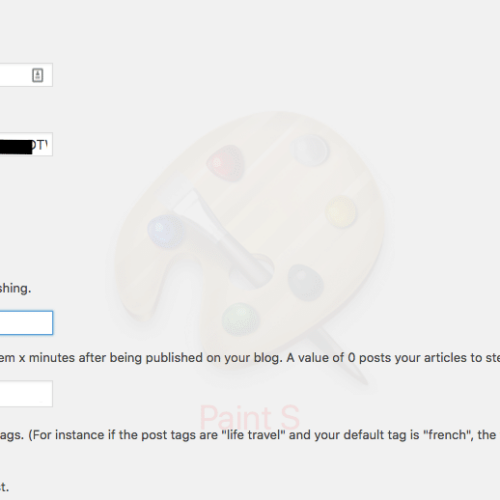 shing.
em x minutes after being published on your blog. A value of 0 posts your articles to ste
Paint S
ags. (For instance if the post tags are "life travel" and your default tag is "french", the
t.